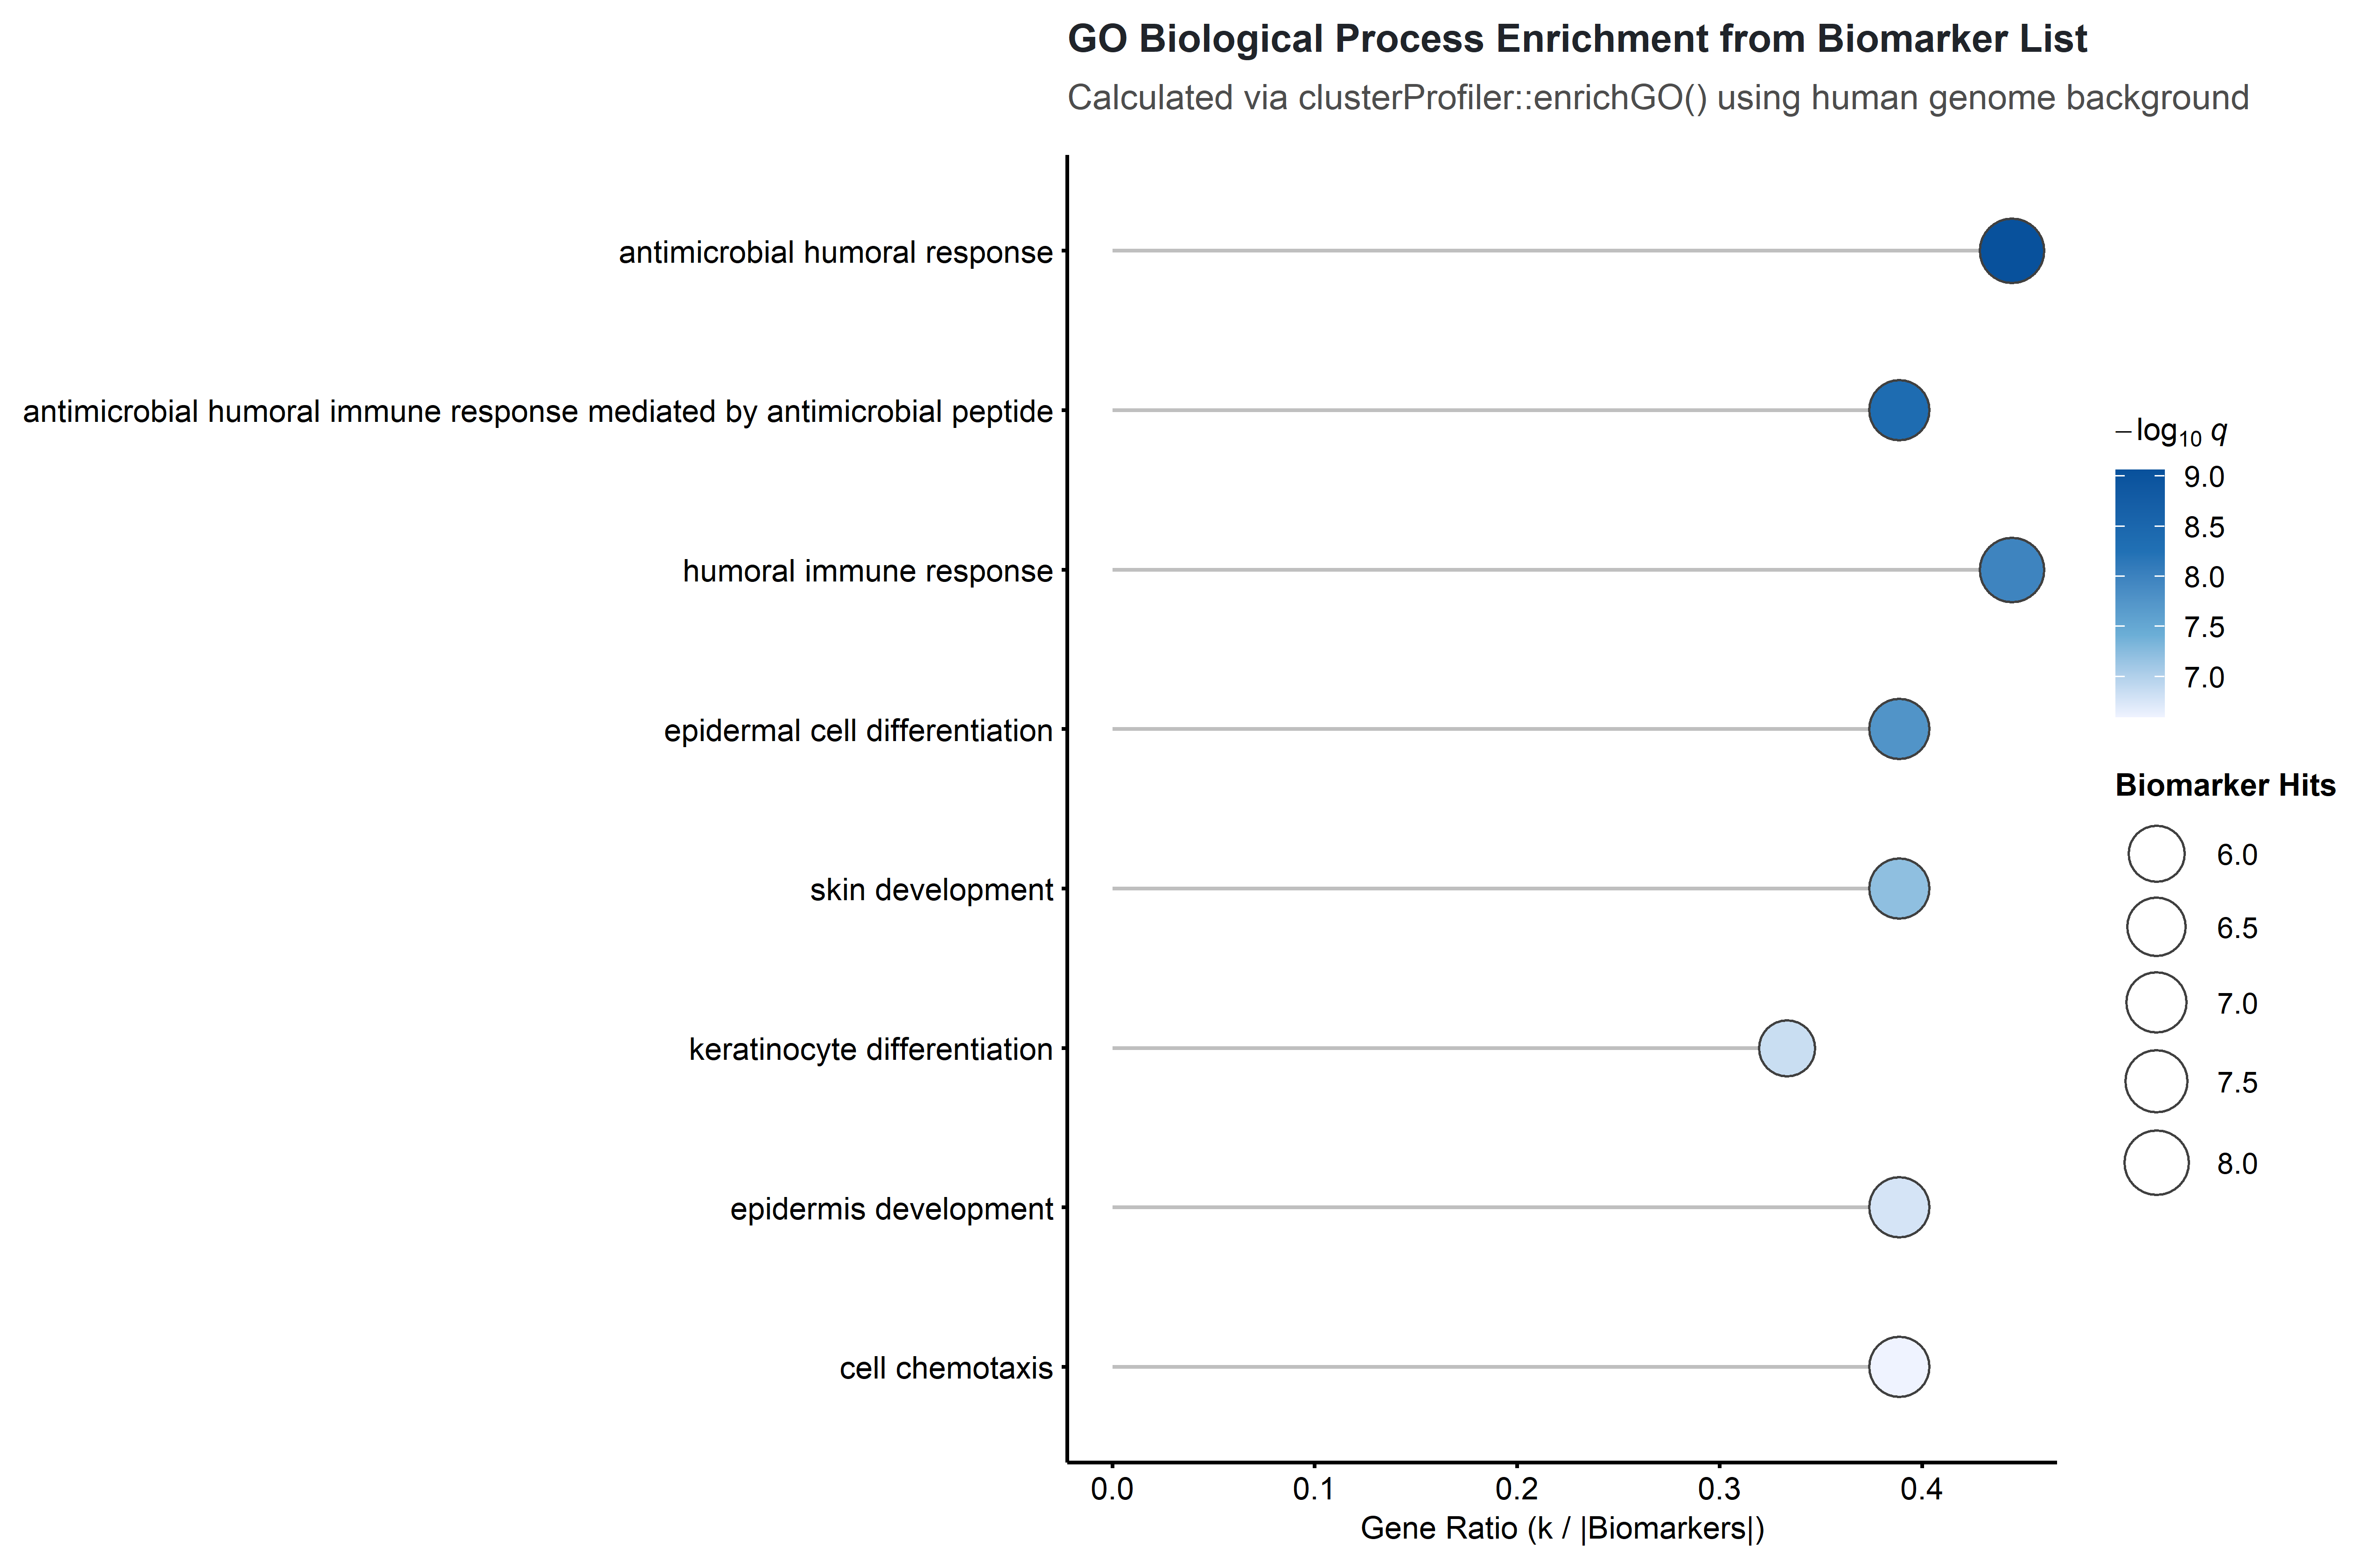 GO Biological Process Enrichment from Biomarker List
Calculated via clusterProfiler::enrichGO() using human genome background
antimicrobial humoral response
antimicrobial humoral immune response mediated by antimicrobial peptide
humoral immune response
epidermal cell differentiation
skin development
keratinocyte differentiation
epidermis development
cell chemotaxis
0.0 0.1 0.2 0.3 0.4
Gene Ratio (k / |Biomarkers|)
−log₁₀ q
9.0
8.5
8.0
7.5
7.0
Biomarker Hits
6.0
6.5
7.0
7.5
8.0